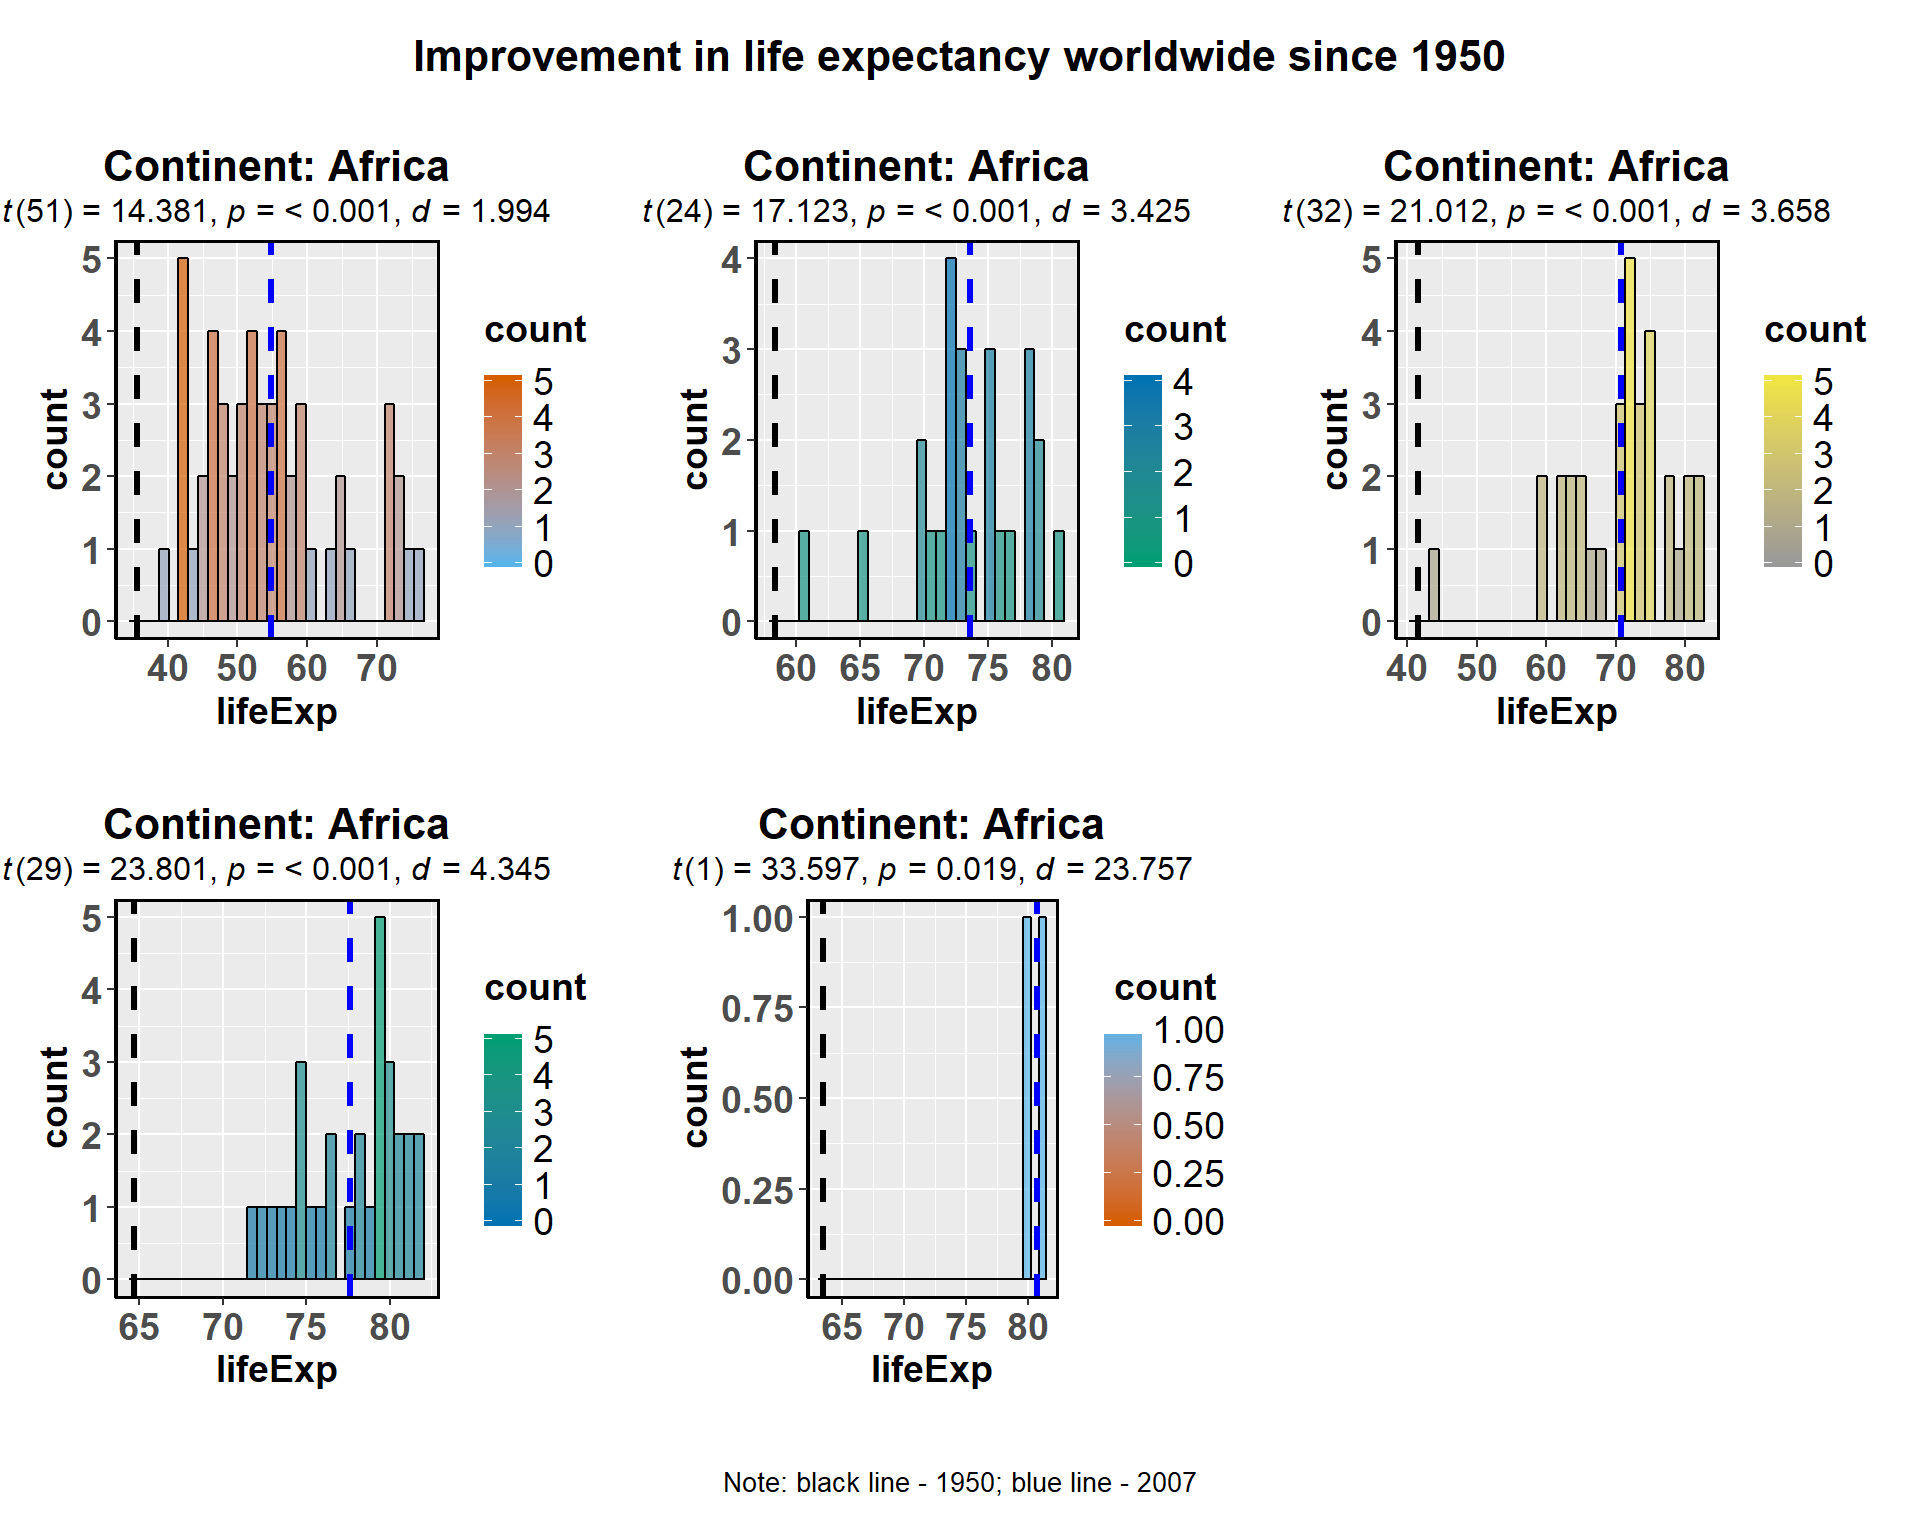 Improvement in life expectancy worldwide since 1950
Continent: Africa
t(51) = 14.381, p = < 0.001, d = 1.994
count
5
4
3
2
1
0
40 50 60 70
lifeExp
count
5
4
3
2
1
0
Continent: Africa
t(24) = 17.123, p = < 0.001, d = 3.425
count
4
3
2
1
0
60 65 70 75 80
lifeExp
count
4
3
2
1
0
Continent: Africa
t(32) = 21.012, p = < 0.001, d = 3.658
count
5
4
3
2
1
0
40 50 60 70 80
lifeExp
count
5
4
3
2
1
0
Continent: Africa
t(29) = 23.801, p = < 0.001, d = 4.345
count
5
4
3
2
1
0
65 70 75 80
lifeExp
count
5
4
3
2
1
0
Continent: Africa
t(1) = 33.597, p = 0.019, d = 23.757
count
1.00
0.75
0.50
0.25
0.00
65 70 75 80
lifeExp
count
1.00
0.75
0.50
0.25
0.00
Note: black line - 1950; blue line - 2007